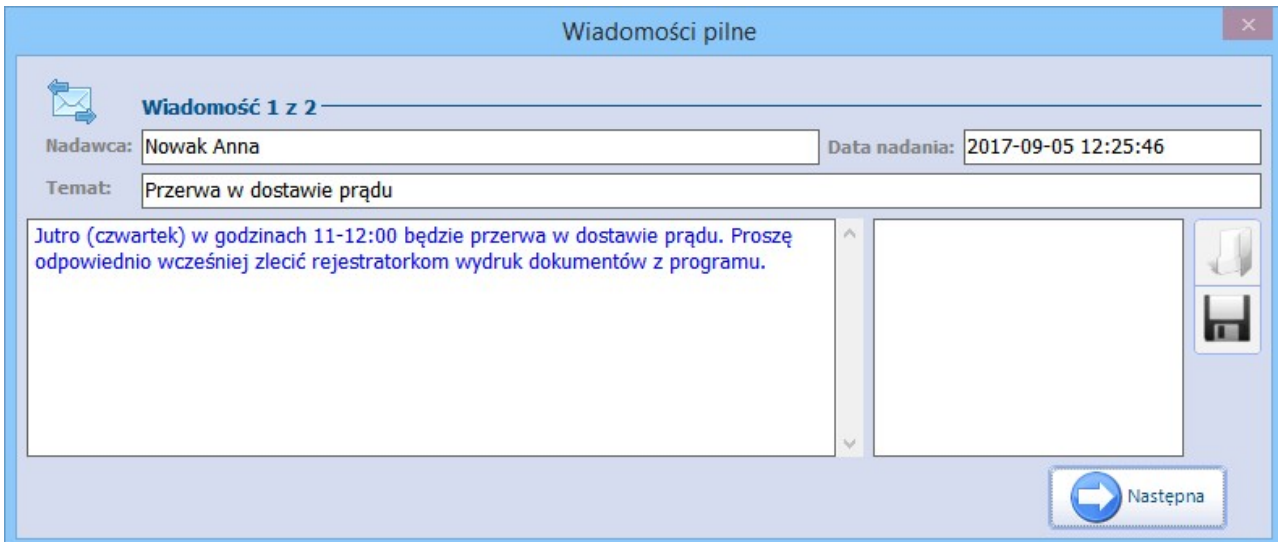 Wiadomości pilne
Wiadomość 1 z 2
Nadawca: Nowak Anna Data nadania: 2017-09-05 12:25:46
Temat: Przerwa w dostawie prądu
Jutro (czwartek) w godzinach 11-12:00 będzie przerwa w dostawie prądu. Proszę
odpowiednio wcześniej zlecić rejestratorkom wydruk dokumentów z programu.
Następna